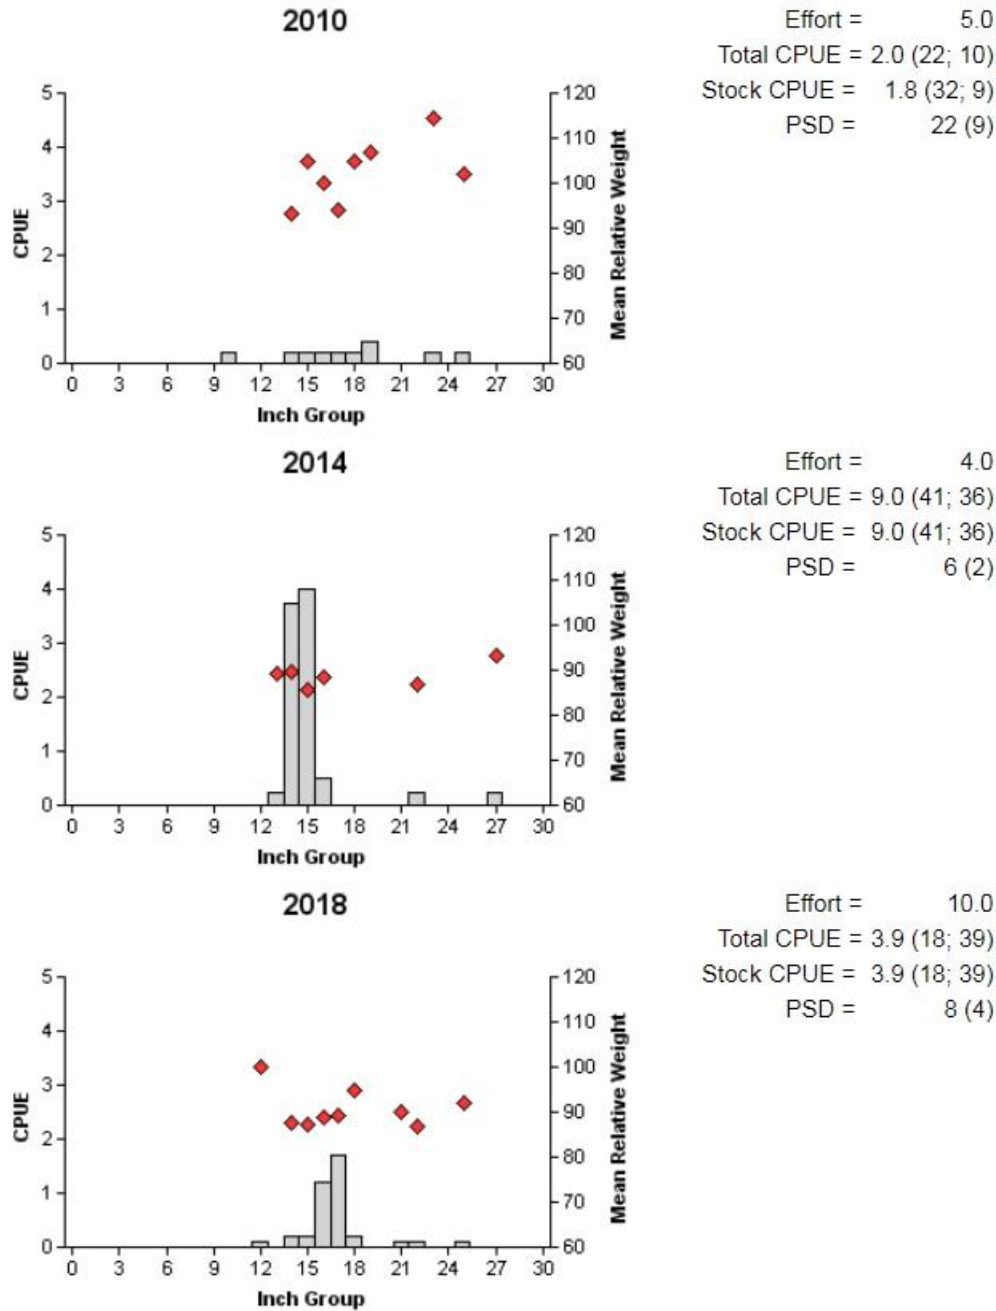 2010
Effort = 5.0
Total CPUE = 2.0 (22; 10)
Stock CPUE = 1.8 (32; 9)
PSD = 22 (9)
5
4
3
2
1
0
CPUE
120
110
100
90
80
70
60
Mean Relative Weight
0 3 6 9 12 15 18 21 24 27 30
Inch Group
2014
Effort = 4.0
Total CPUE = 9.0 (41; 36)
Stock CPUE = 9.0 (41; 36)
PSD = 6 (2)
5
4
3
2
1
0
CPUE
120
110
100
90
80
70
60
Mean Relative Weight
0 3 6 9 12 15 18 21 24 27 30
Inch Group
2018
Effort = 10.0
Total CPUE = 3.9 (18; 39)
Stock CPUE = 3.9 (18; 39)
PSD = 8 (4)
5
4
3
2
1
0
CPUE
120
110
100
90
80
70
60
Mean Relative Weight
0 3 6 9 12 15 18 21 24 27 30
Inch Group